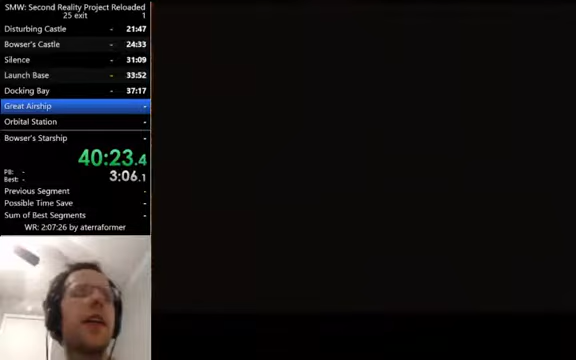 SMW: Second Reality Project Reloaded
25 exit 1
Disturbing Castle - 21:47
Bowser's Castle - 24:33
Silence - 31:09
Launch Base - 33:52
Docking Bay - 37:17
Great Airship -
Orbital Station -
Bowser's Starship -
40:23.4
PB: -
Best: - 3:06.1
Previous Segment -
Possible Time Save -
Sum of Best Segments -
WR: 2:07:26 by aterraformer